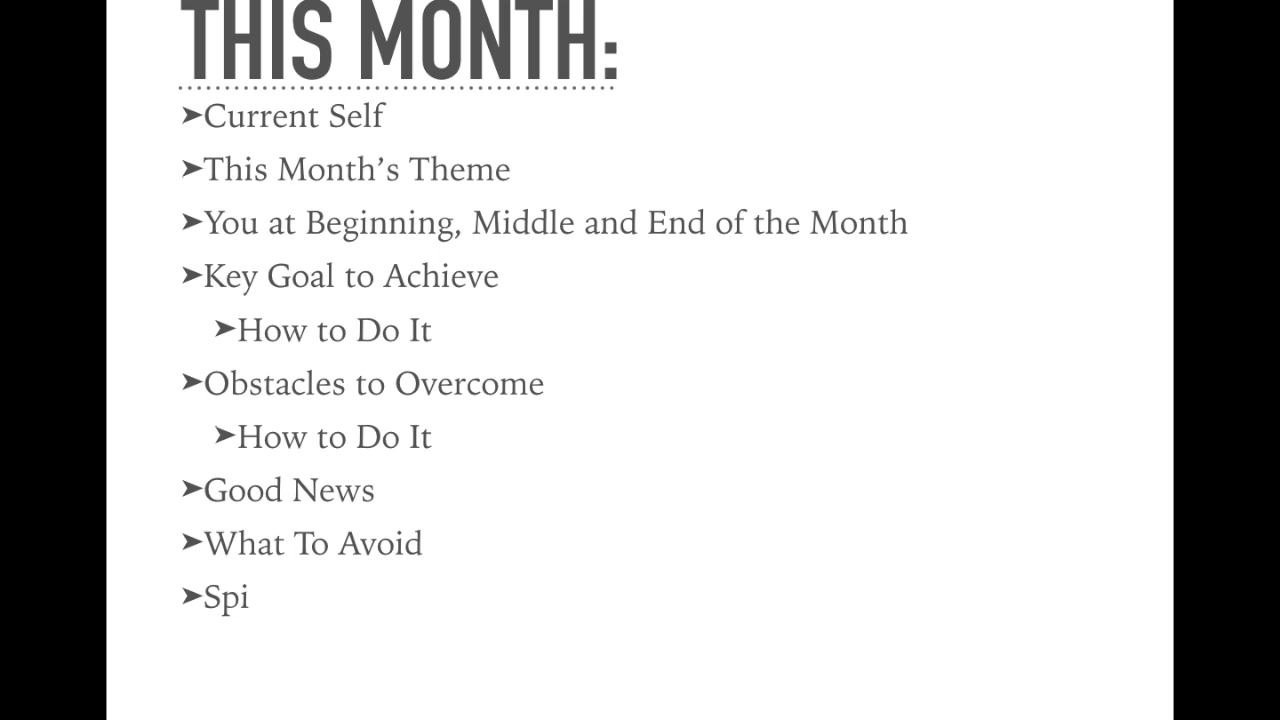 THIS MONTH:
➤Current Self
➤This Month’s Theme
➤You at Beginning, Middle and End of the Month
➤Key Goal to Achieve
➤How to Do It
➤Obstacles to Overcome
➤How to Do It
➤Good News
➤What To Avoid
➤Spi